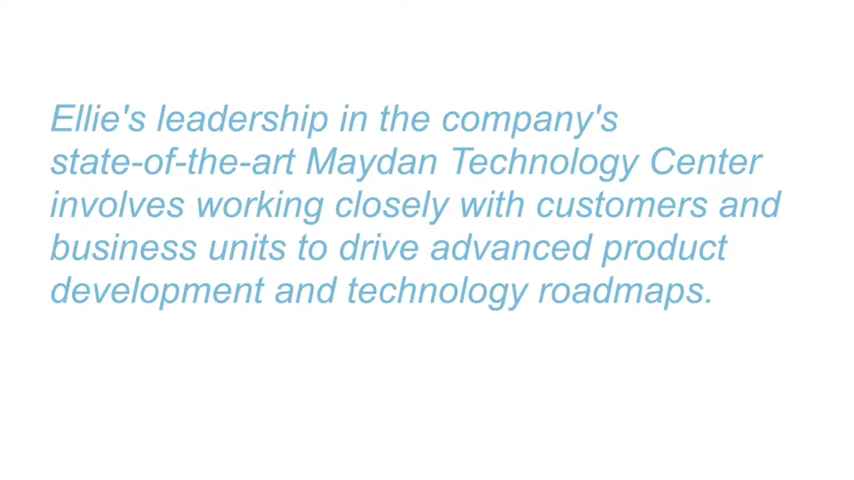 Ellie's leadership in the company's
state-of-the-art Maydan Technology Center
involves working closely with customers and
business units to drive advanced product
development and technology roadmaps.